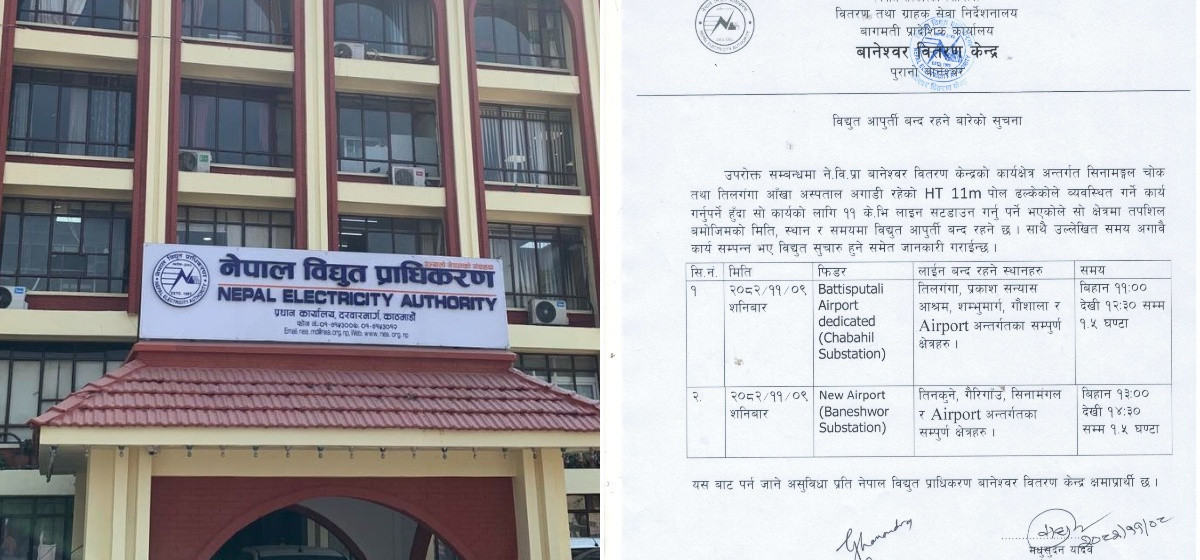 नेपाल विद्युत प्राधिकरण
NEPAL ELECTRICITY AUTHORITY
प्रधान कार्यालय, दरवारमार्ग, काठमाडौं
वितरण तथा ग्राहक सेवा निर्देशनालय
बागमती प्रादेशिक कार्यालय
बानेश्वर वितरण केन्द्र
पुरानो बानेश्वर
विद्युत आपुर्ती बन्द रहने बारेको सुचना
उपरोक्त सम्बन्धमा ने.वि.प्रा बानेश्वर वितरण केन्द्रको कार्यक्षेत्र अन्तर्गत सिनामङ्गल चोक
तथा तिलगंगा आँखा अस्पताल अगाडी रहेको HT 11m पोल ढल्केकोले व्यवस्थित गर्ने कार्य
गर्नुपर्ने हुँदा सो कार्यको लागि ११ के.भि लाइन सटडाउन गर्नु पर्ने भएकोले सो क्षेत्रमा तपशिल
बमोजिमको मिति, स्थान र समयमा विद्युत आपुर्ती बन्द रहने छ । साथै उल्लेखित समय अगावै
कार्य सम्पन्न भए विद्युत सुचारु हुने समेत जानकारी गराईन्छ ।
सि.नं. मिति फिडर लाईन बन्द रहने स्थानहरु समय
१ २०८२/११/०९ Battisputali तिलगंगा, प्रकाश सन्यास बिहान ११:००
शनिबार Airport आश्रम, शम्भुमार्ग, गौशाला र देखी १२:३० सम्म
dedicated Airport अन्तर्गतका सम्पुर्ण १.५ घण्टा
(Chabahil क्षेत्रहरु ।
Substation)
२. २०८२/११/०९ New Airport तिनकुने, गैरिगाँउ, सिनामंगल बिहान १३:००
शनिबार (Baneshwor र Airport अन्तर्गतका देखी १४:३०
Substation) सम्पुर्ण क्षेत्रहरु । सम्म १.५ घण्टा
यस बाट पर्न जाने असुविधा प्रति नेपाल विद्युत प्राधिकरण बानेश्वर वितरण केन्द्र क्षमाप्रार्थी छ ।
मधुसुदन यादव